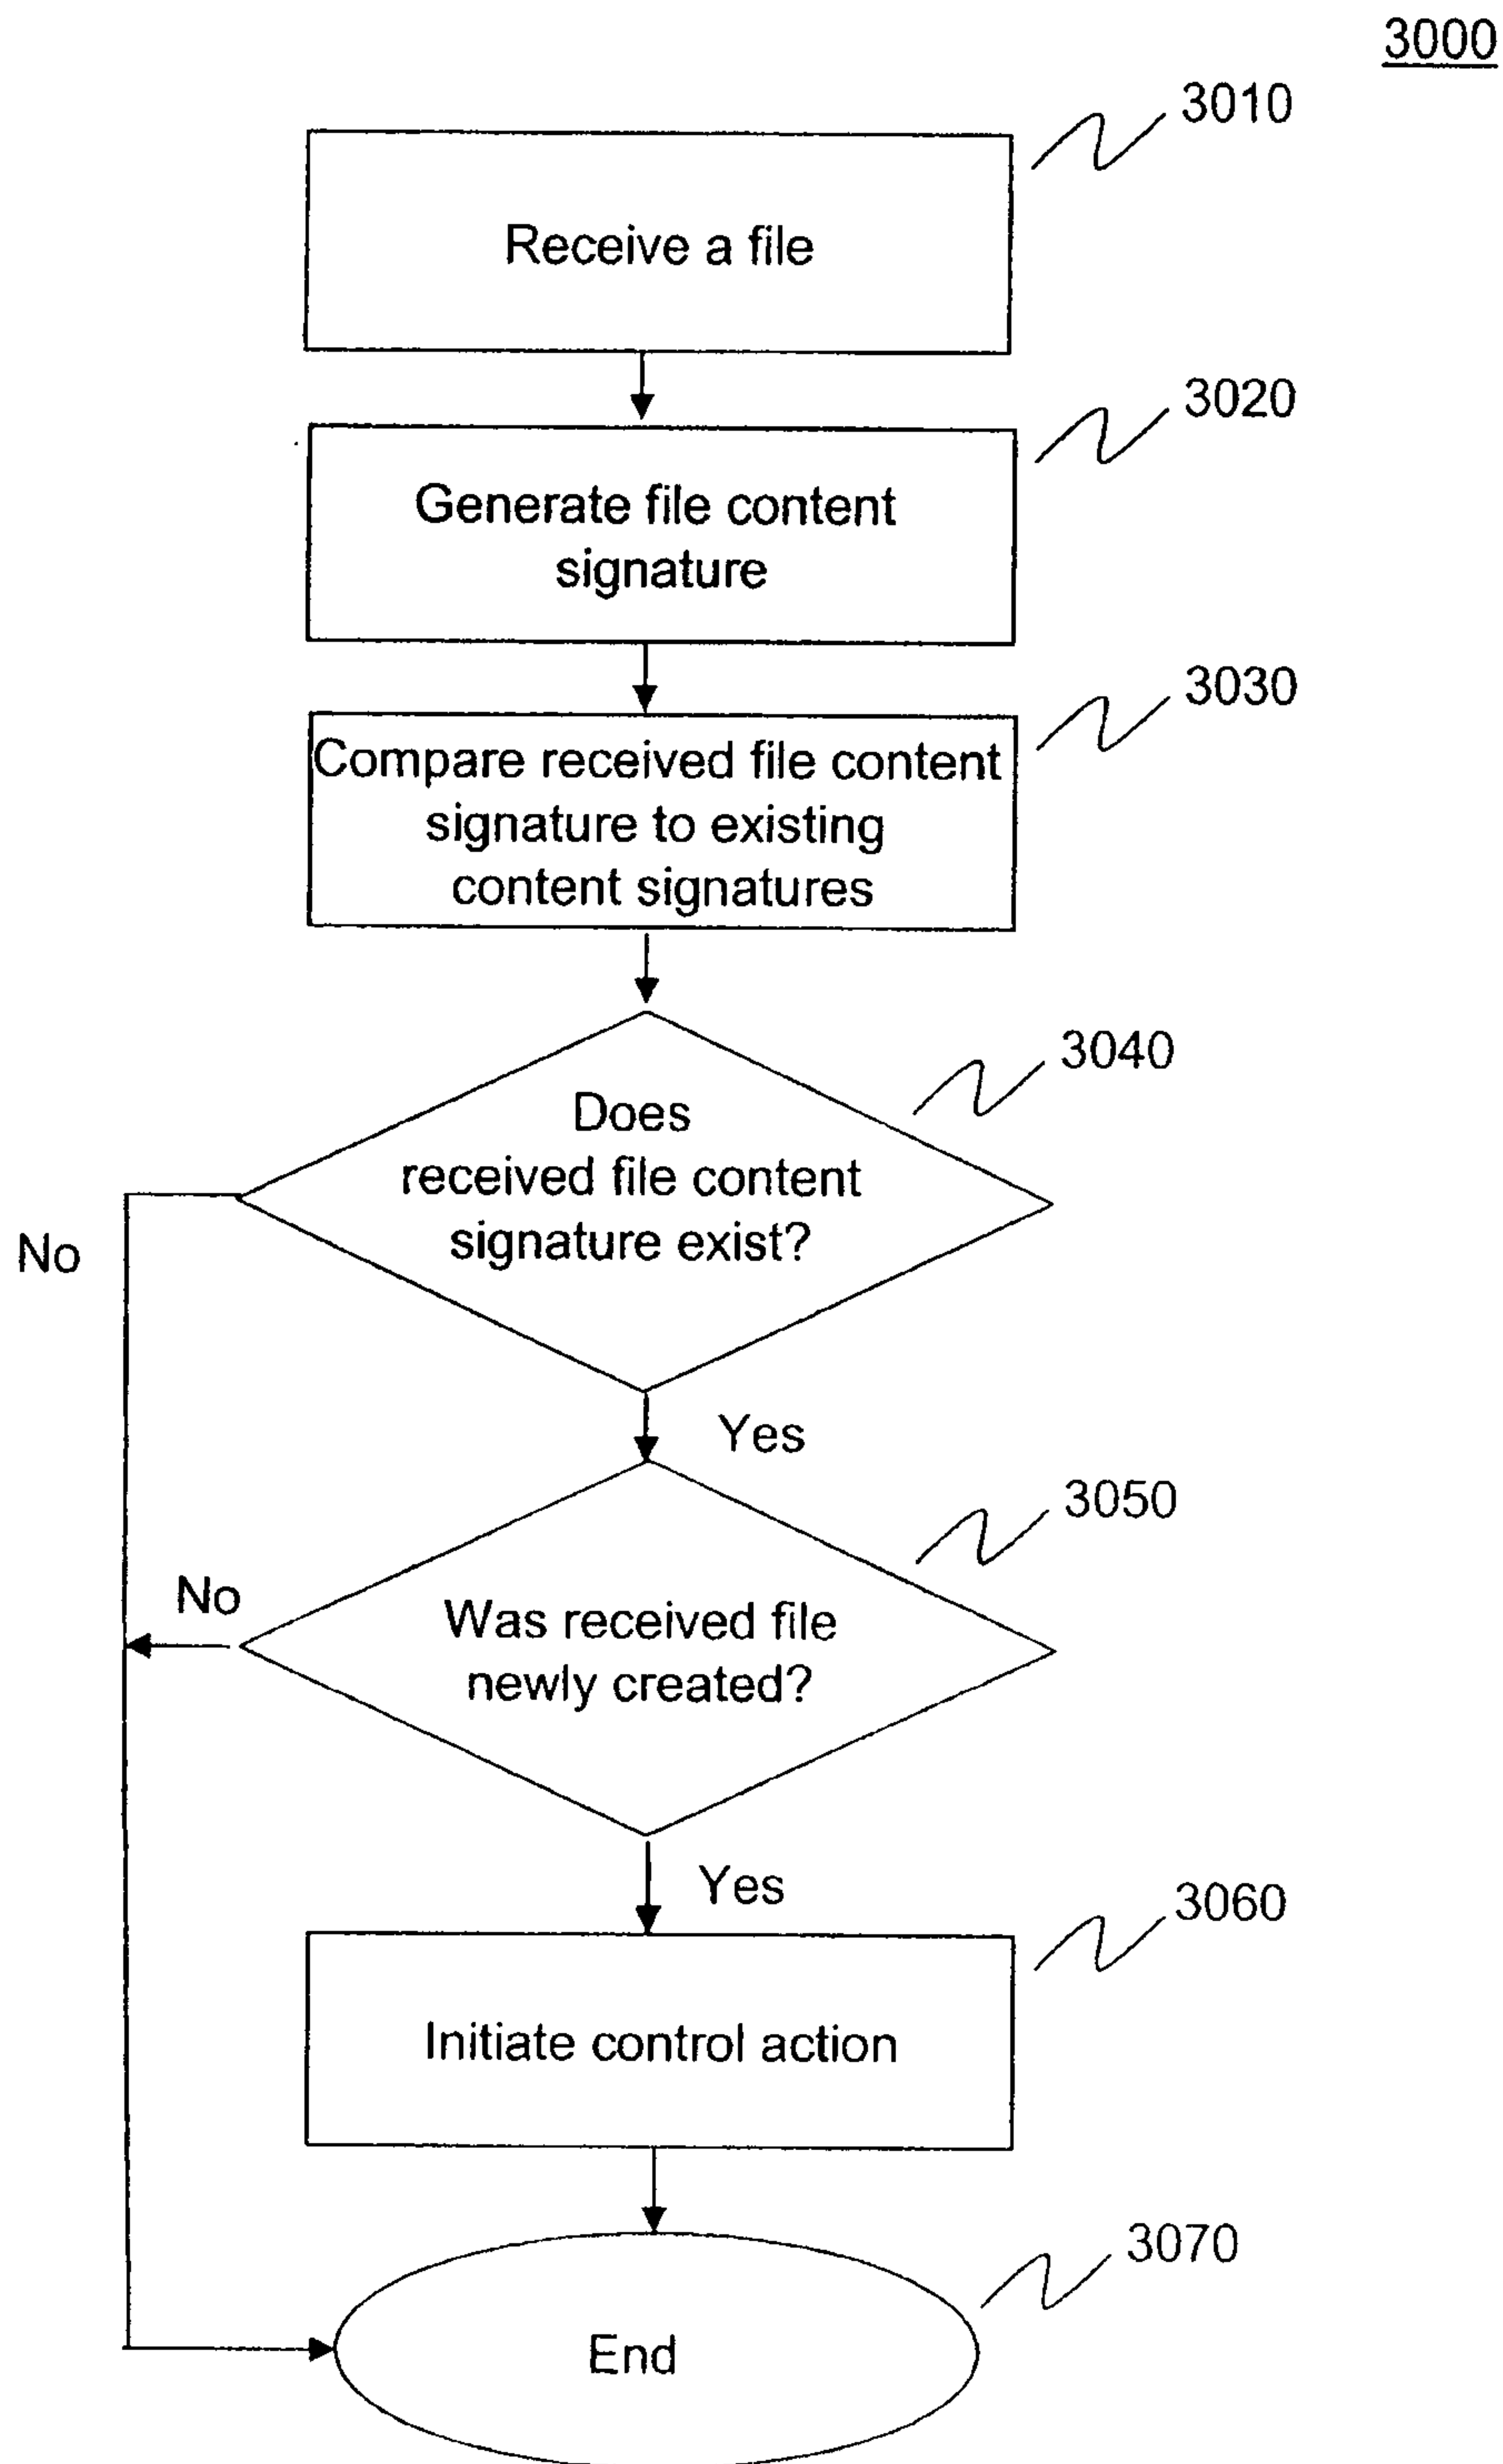 3000
3010
Receive a file
3020
Generate file content
signature
3030
Compare received file content
signature to existing
content signatures
3040
Does
received file content
signature exist?
No
Yes
3050
No
Was received file
newly created?
Yes
3060
Initiate control action
3070
End